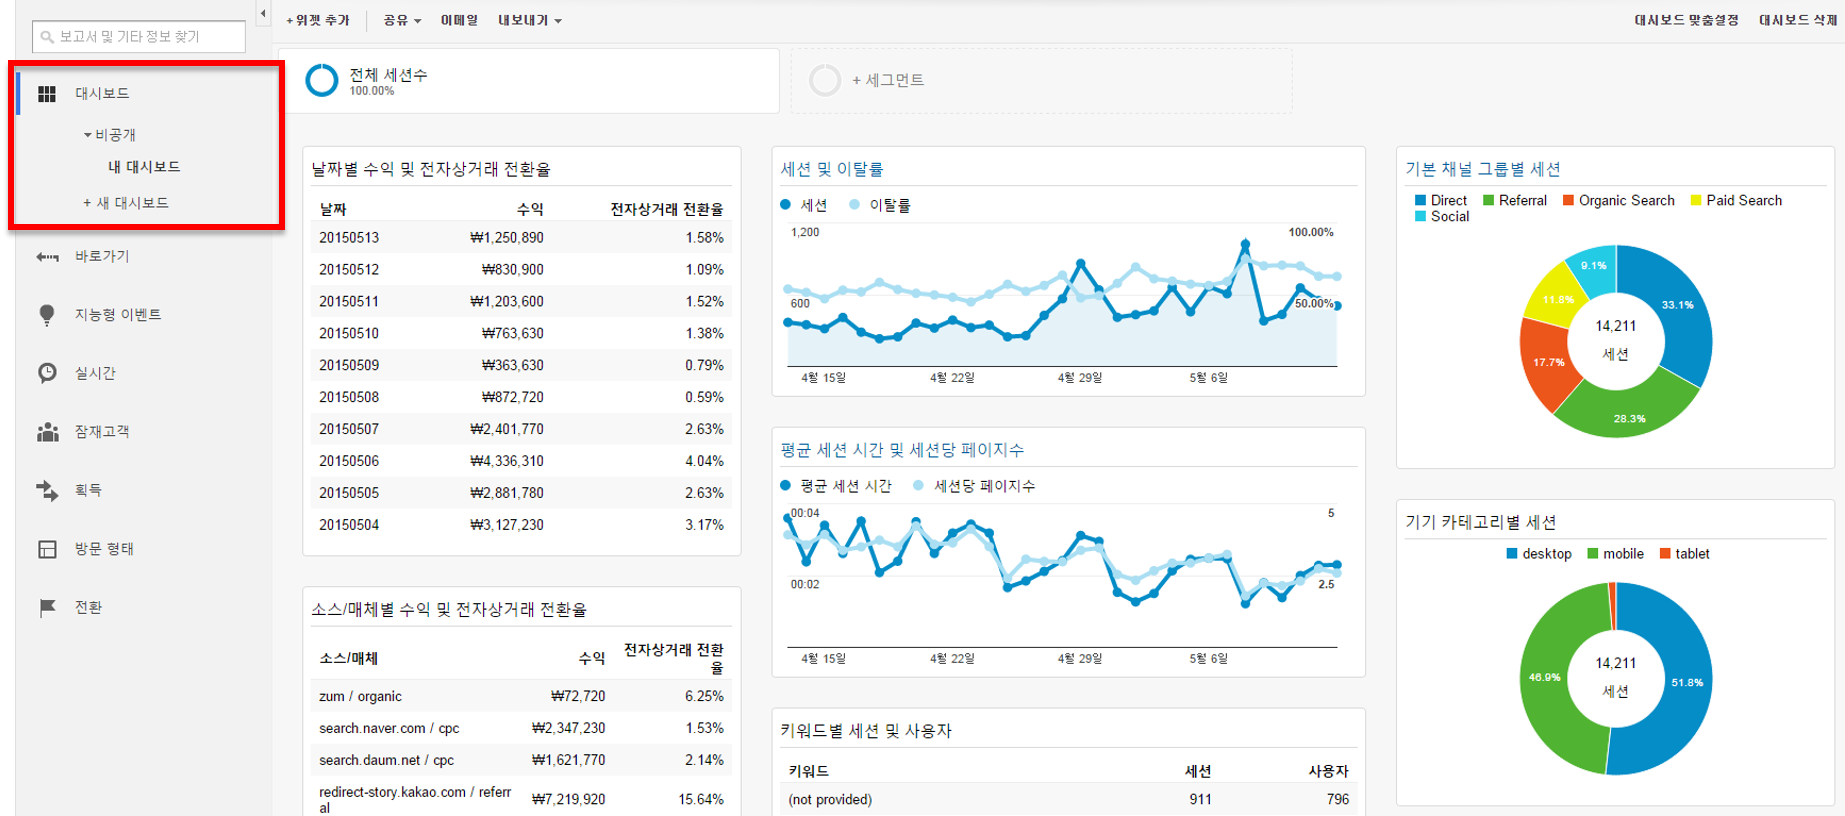 보고서 및 기타 정보 찾기
대시보드
비공개
내 대시보드
+ 새 대시보드
바로가기
지능형 이벤트
실시간
잠재고객
획득
방문 형태
전환
+위젯 추가 공유 이메일 내보내기 대시보드 맞춤설정 대시보드 삭제
전체 세션수
100.00%
+ 세그먼트
날짜별 수익 및 전자상거래 전환율
날짜 수익 전자상거래 전환율
20150513 ₩1,250,890 1.58%
20150512 ₩830,900 1.09%
20150511 ₩1,203,600 1.52%
20150510 ₩763,630 1.38%
20150509 ₩363,630 0.79%
20150508 ₩872,720 0.59%
20150507 ₩2,401,770 2.63%
20150506 ₩4,336,310 4.04%
20150505 ₩2,881,780 2.63%
20150504 ₩3,127,230 3.17%
소스/매체별 수익 및 전자상거래 전환율
소스/매체 수익 전자상거래 전환
율
zum / organic ₩72,720 6.25%
search.naver.com / cpc ₩2,347,230 1.53%
search.daum.net / cpc ₩1,621,770 2.14%
redirect-story.kakao.com / referr
al ₩7,219,920 15.64%
세션 및 이탈률
세션 이탈률
1,200 100.00%
600 50.00%
4월 15일 4월 22일 4월 29일 5월 6일
평균 세션 시간 및 세션당 페이지수
평균 세션 시간 세션당 페이지수
00:04 5
00:02 2.5
4월 15일 4월 22일 4월 29일 5월 6일
키워드별 세션 및 사용자
키워드 세션 사용자
(not provided) 911 796
기본 채널 그룹별 세션
Direct Referral Organic Search Paid Search
Social
9.1%
11.8%
33.1%
14,211
세션
17.7%
28.3%
기기 카테고리별 세션
desktop mobile tablet
14,211
세션
46.9%
51.8%